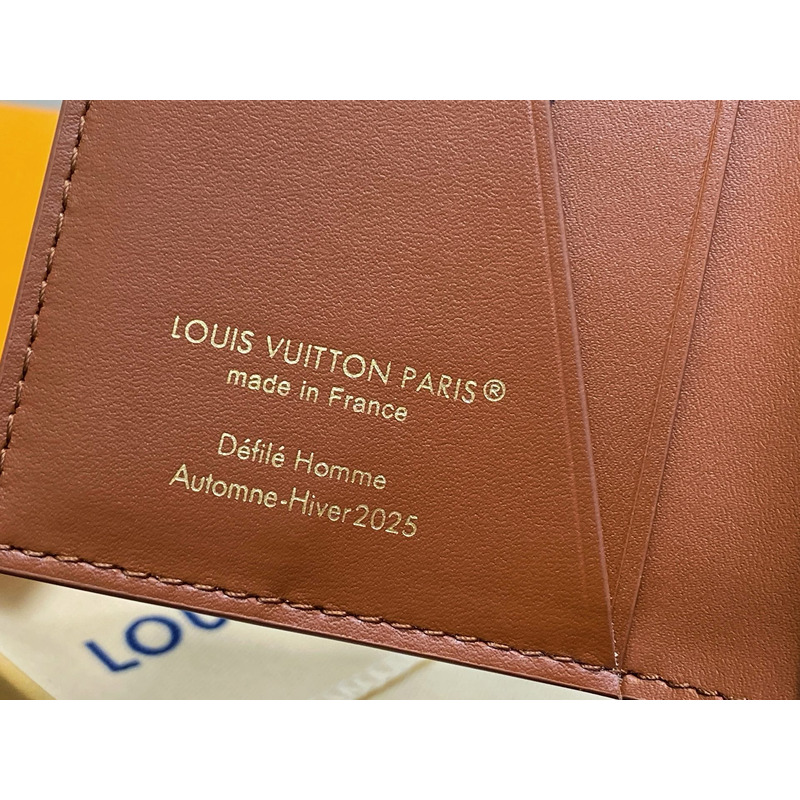 LOUIS VUITTON PARIS®
made in France
Défilé Homme
Automne-Hiver2025
LOU